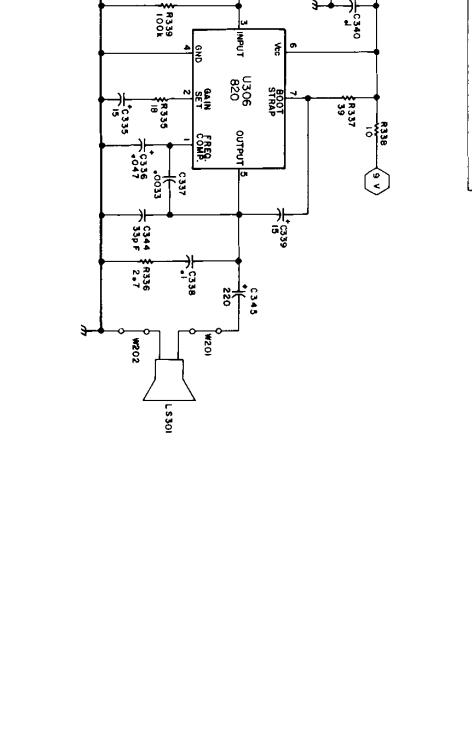 R339
100k
C340
.1
3
INPUT
4
GND
Vcc
6
U306
820
2
GAIN
SET
BOOT
STRAP
7
R337
39
R338
10
9 V
C335
15
R335
18
1
FREQ.
COMP.
OUTPUT
5
C336
.047
C337
.0033
C339
15
C344
33pF
R336
2.7
C338
.1
C345
220
W201
W202
LS301